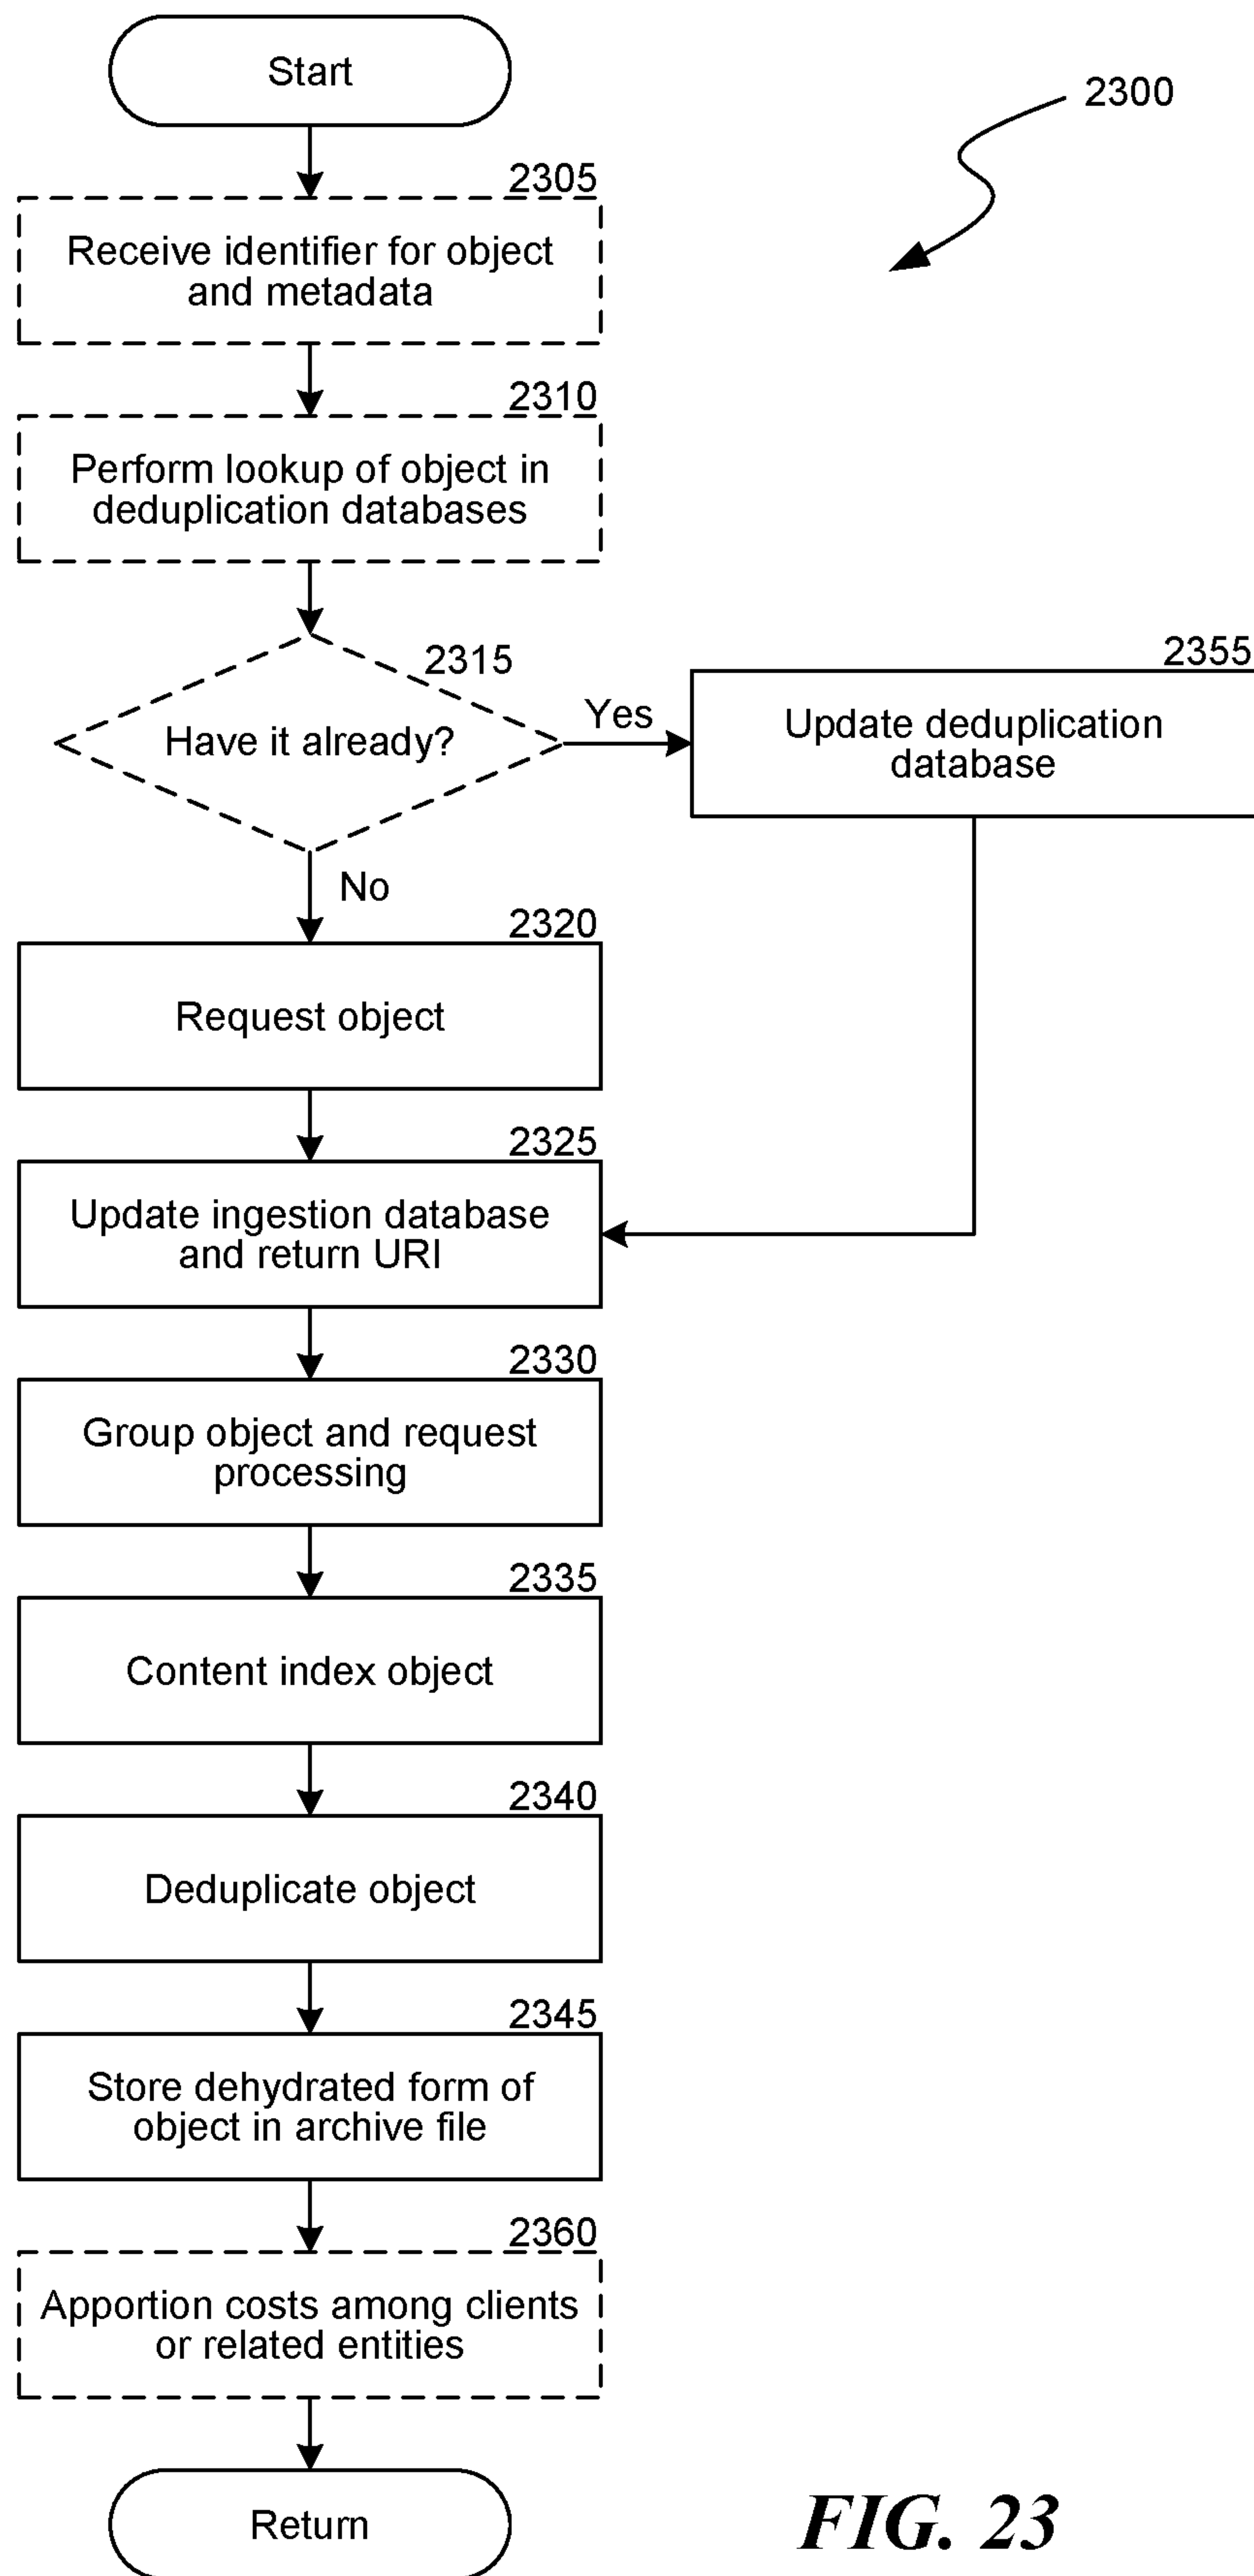 Start
2300
2305
Receive identifier for object
and metadata
2310
Perform lookup of object in
deduplication databases
2315
Have it already?
Yes
2355
Update deduplication
database
No
2320
Request object
2325
Update ingestion database
and return URI
2330
Group object and request
processing
2335
Content index object
2340
Deduplicate object
2345
Store dehydrated form of
object in archive file
2360
Apportion costs among clients
or related entities
Return
FIG. 23